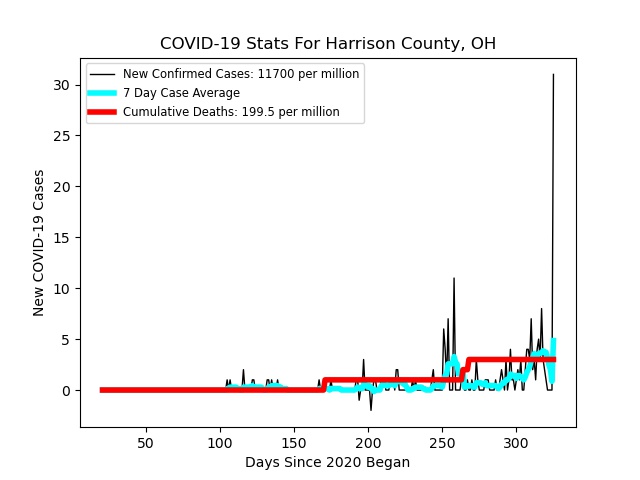 COVID-19 Stats For Harrison County, OH
New Confirmed Cases: 11700 per million
7 Day Case Average
Cumulative Deaths: 199.5 per million
New COVID-19 Cases
30
25
20
15
10
5
0
50 100 150 200 250 300
Days Since 2020 Began